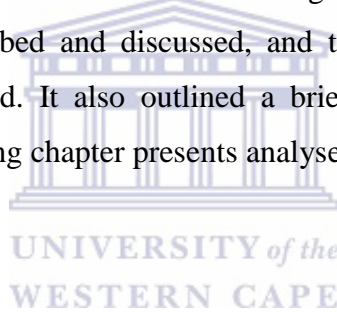 bed and discussed, and t
d. It also outlined a brie
ng chapter presents analyse
UNIVERSITY of the
WESTERN CAPE